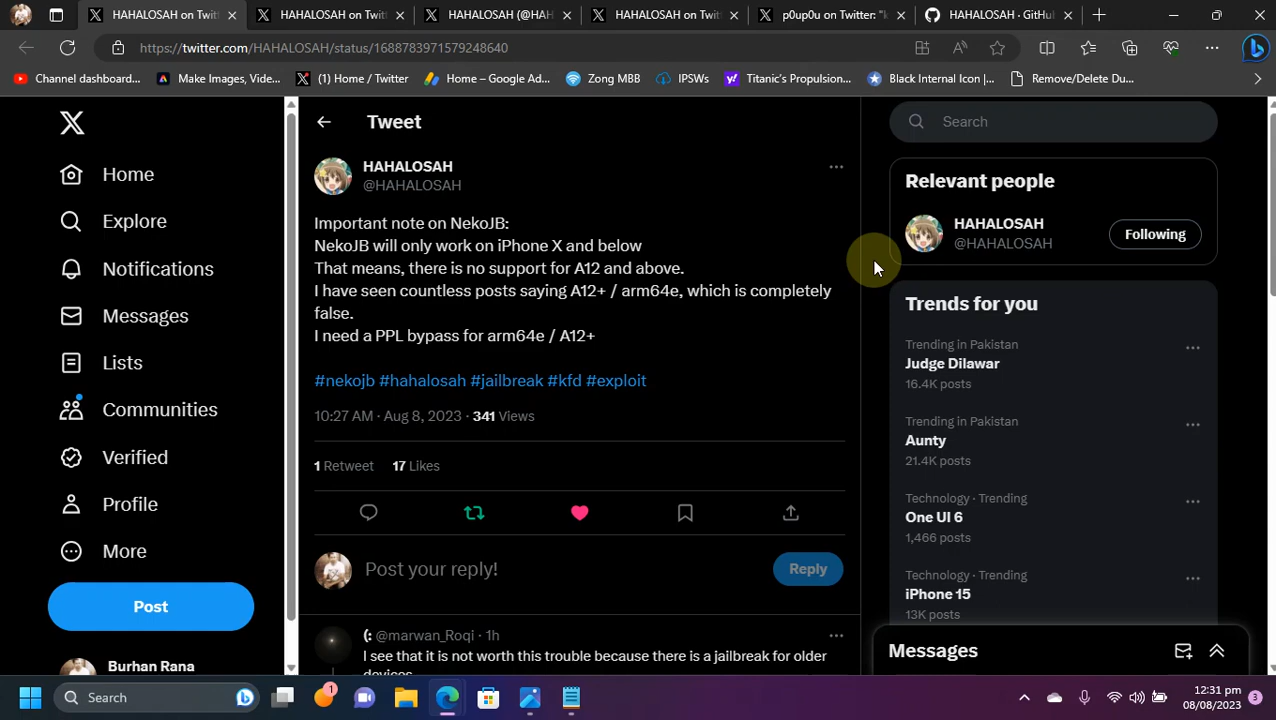 HAHALOSAH on Twit
HAHALOSAH on Twit
HAHALOSAH (@HAH
HAHALOSAH on Twit
p0up0u on Twitter: "k
HAHALOSAH · GitHub
https://twitter.com/HAHALOSAH/status/1688783971579248640
Channel dashboard...
Make Images, Vide...
(1) Home / Twitter
Home – Google Ad...
Zong MBB
IPSWs
Titanic's Propulsion...
Black Internal Icon |...
Remove/Delete Du...
X
Home
Explore
Notifications
Messages
Lists
Communities
Verified
Profile
More
Post
Burhan Rana
Tweet
HAHALOSAH
@HAHALOSAH
Important note on NekoJB:
NekoJB will only work on iPhone X and below
That means, there is no support for A12 and above.
I have seen countless posts saying A12+ / arm64e, which is completely
false.
I need a PPL bypass for arm64e / A12+
#nekojb #hahalosah #jailbreak #kfd #exploit
10:27 AM · Aug 8, 2023 · 341 Views
1 Retweet 17 Likes
Post your reply!
Reply
(: @marwan_Roqi · 1h
I see that it is not worth this trouble because there is a jailbreak for older
devices
Search
Relevant people
HAHALOSAH
@HAHALOSAH
Following
Trends for you
Trending in Pakistan
Judge Dilawar
16.4K posts
Trending in Pakistan
Aunty
21.4K posts
Technology · Trending
One UI 6
1,466 posts
Technology · Trending
iPhone 15
13K posts
Messages
Search
1
12:31 pm
08/08/2023
3